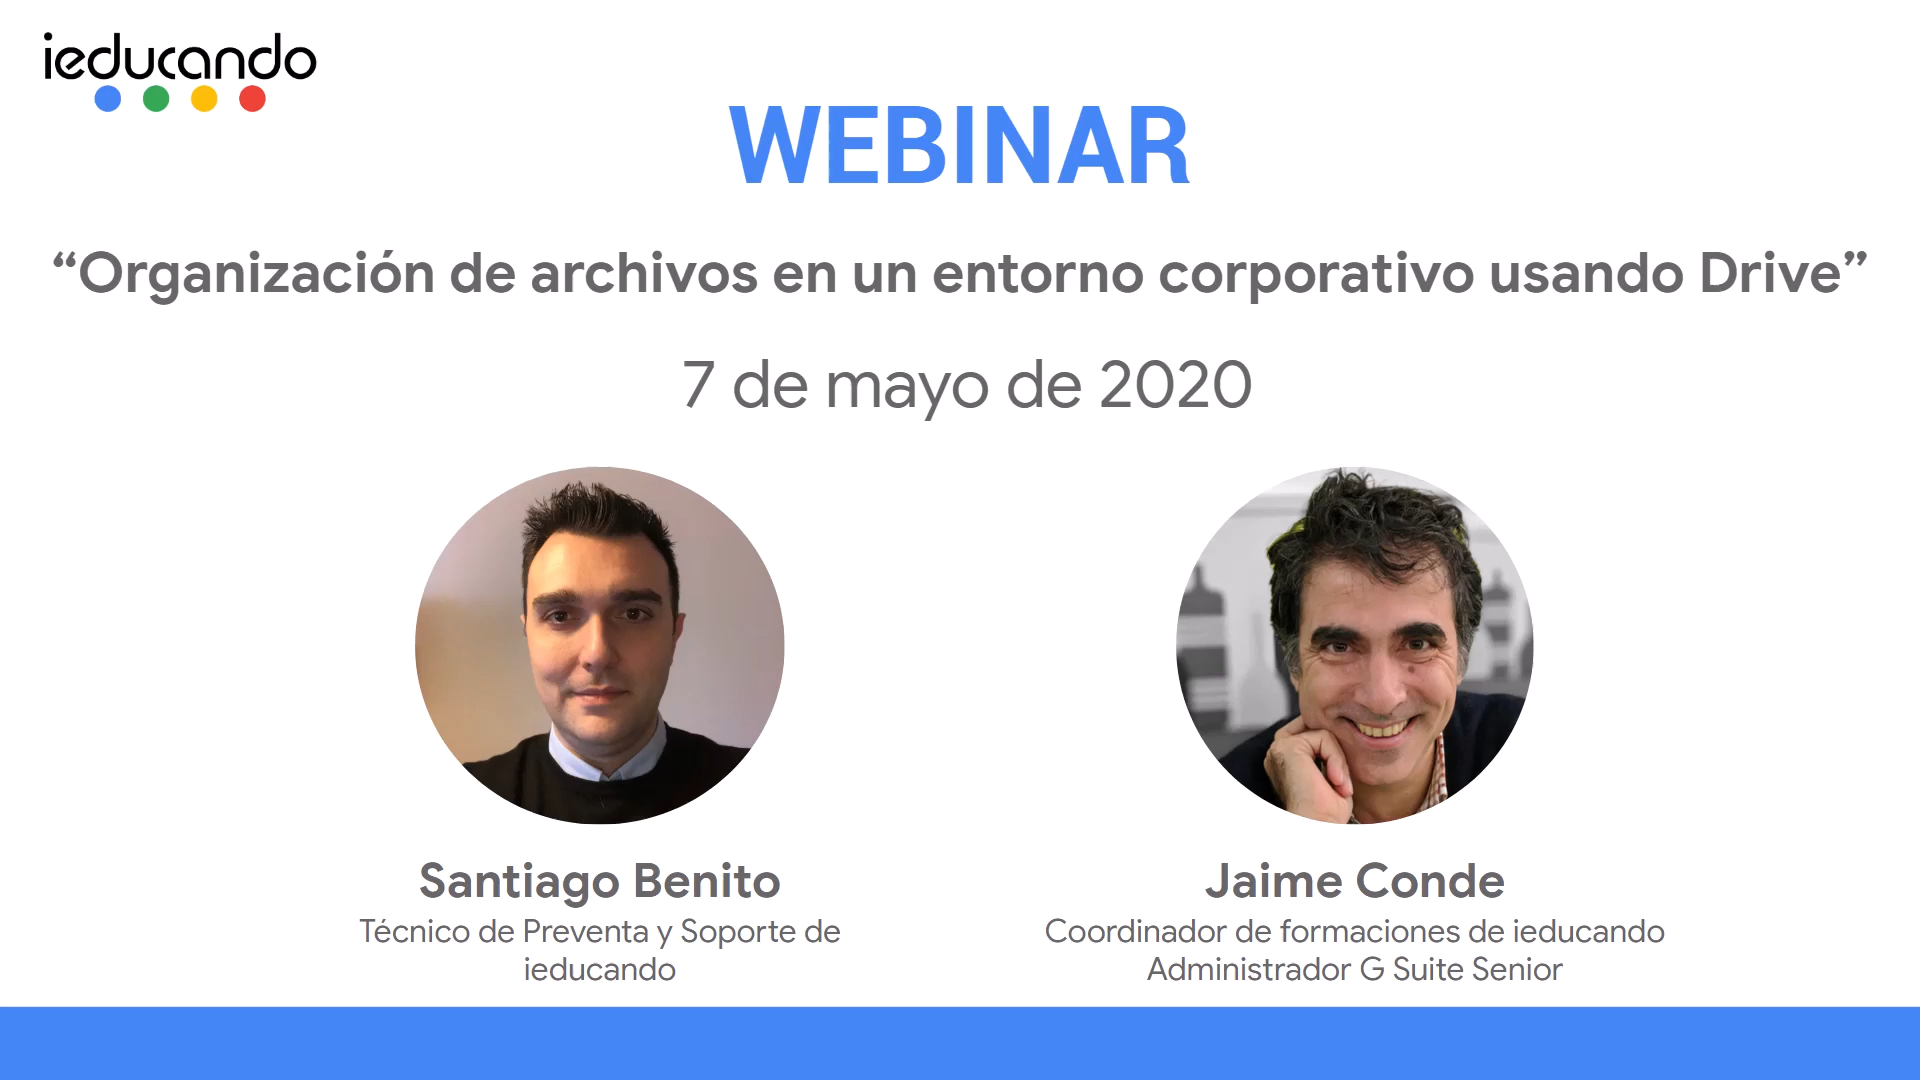 ieducando
WEBINAR
“Organización de archivos en un entorno corporativo usando Drive”
7 de mayo de 2020
Santiago Benito
Técnico de Preventa y Soporte de
ieducando
Jaime Conde
Coordinador de formaciones de ieducando
Administrador G Suite Senior